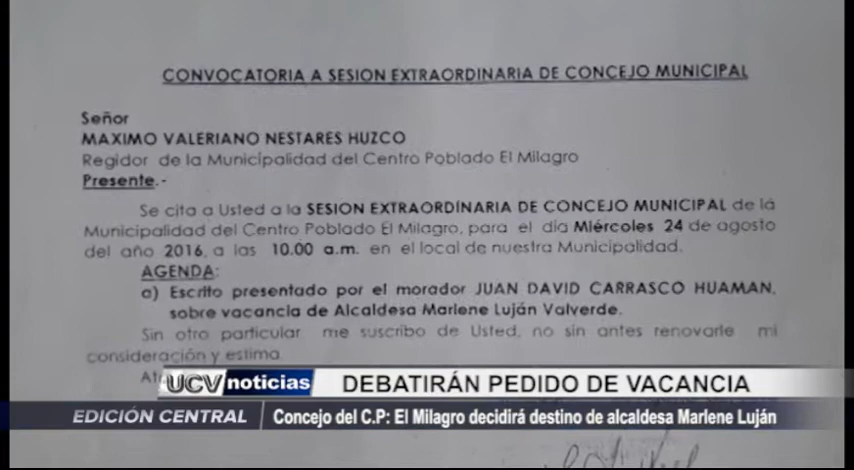 CONVOCATORIA A SESION EXTRAORDINARIA DE CONCEJO MUNICIPAL
Señor
MAXIMO VALERIANO NESTARES HUZCO
Regidor de la Municipalidad del Centro Poblado El Milagro
Presente.-
Se cita a Usted a la SESION EXTRAORDINARIA DE CONCEJO MUNICIPAL de la
Municipalidad del Centro Poblado El Milagro, para el día Miércoles 24 de agosto
del año 2016, a las 10.00 a.m. en el local de nuestra Municipalidad.
AGENDA:
a) Escrito presentado por el morador JUAN DAVID CARRASCO HUAMAN,
sobre vacancia de Alcaldesa Marlene Luján Valverde.
Sin otro particular me suscribo de Usted, no sin antes renovarle mi
consideración y estima
UCV noticias DEBATIRÁN PEDIDO DE VACANCIA
EDICIÓN CENTRAL Concejo del C.P: El Milagro decidirá destino de alcaldesa Marlene Luján